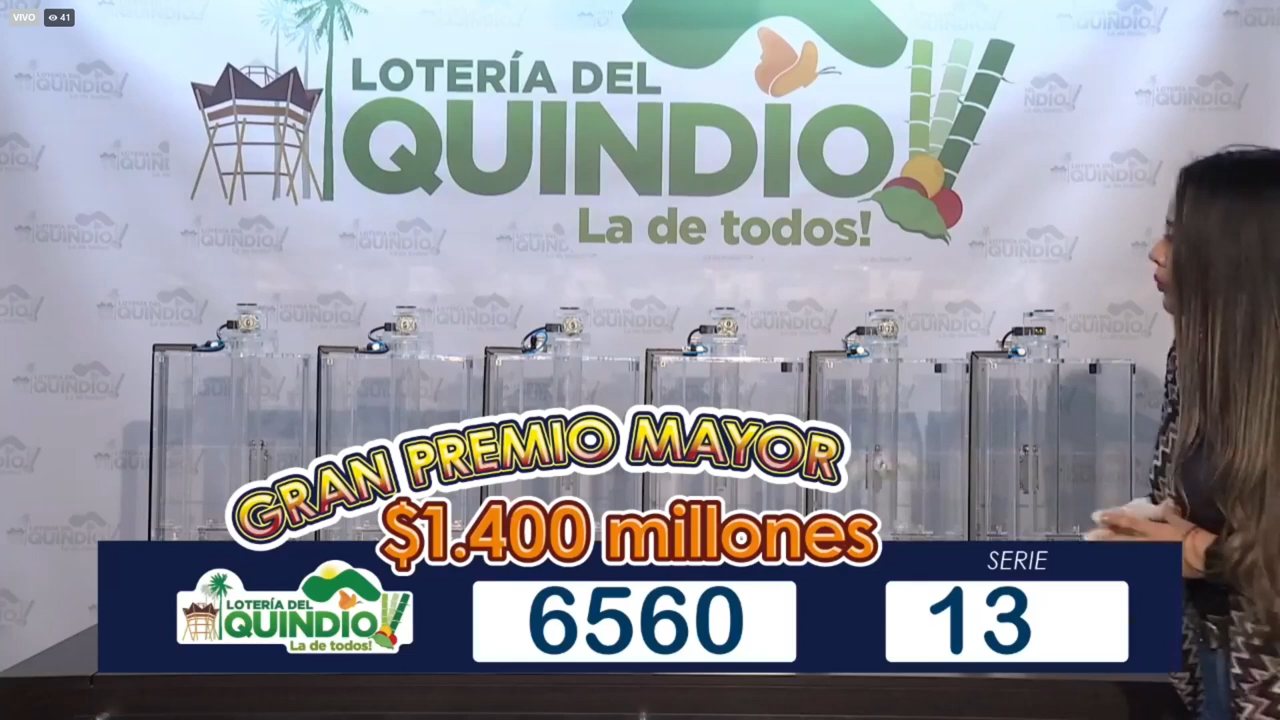 VIVO 41
LOTERÍA DEL
QUINDÍO
La de todos!
GRAN PREMIO MAYOR
$1.400 millones
SERIE
LOTERÍA DEL
QUINDIO
La de todos!
6560
13